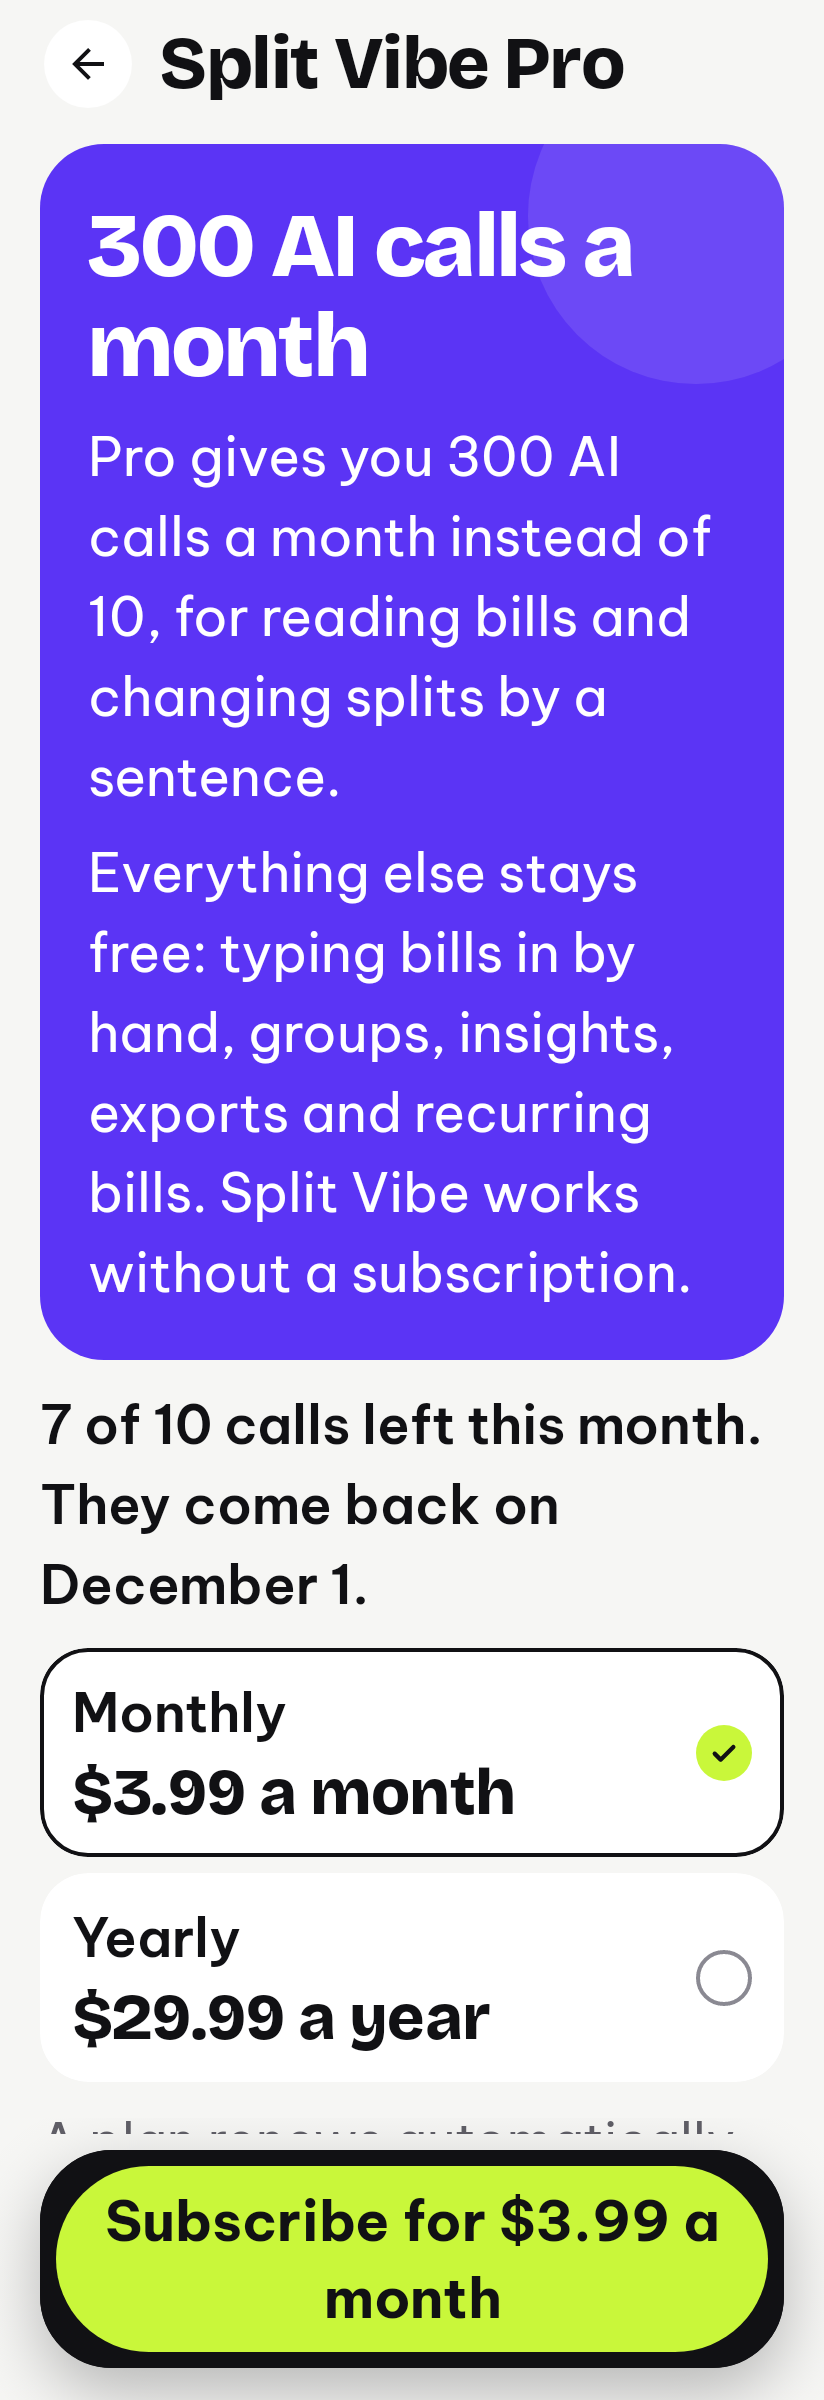 Split Vibe Pro
300 AI calls a
month
Pro gives you 300 AI
calls a month instead of
10, for reading bills and
changing splits by a
sentence.
Everything else stays
free: typing bills in by
hand, groups, insights,
exports and recurring
bills. Split Vibe works
without a subscription.
7 of 10 calls left this month.
They come back on
December 1.
Monthly
$3.99 a month
Yearly
$29.99 a year
A plan renews automatically
Subscribe for $3.99 a
month